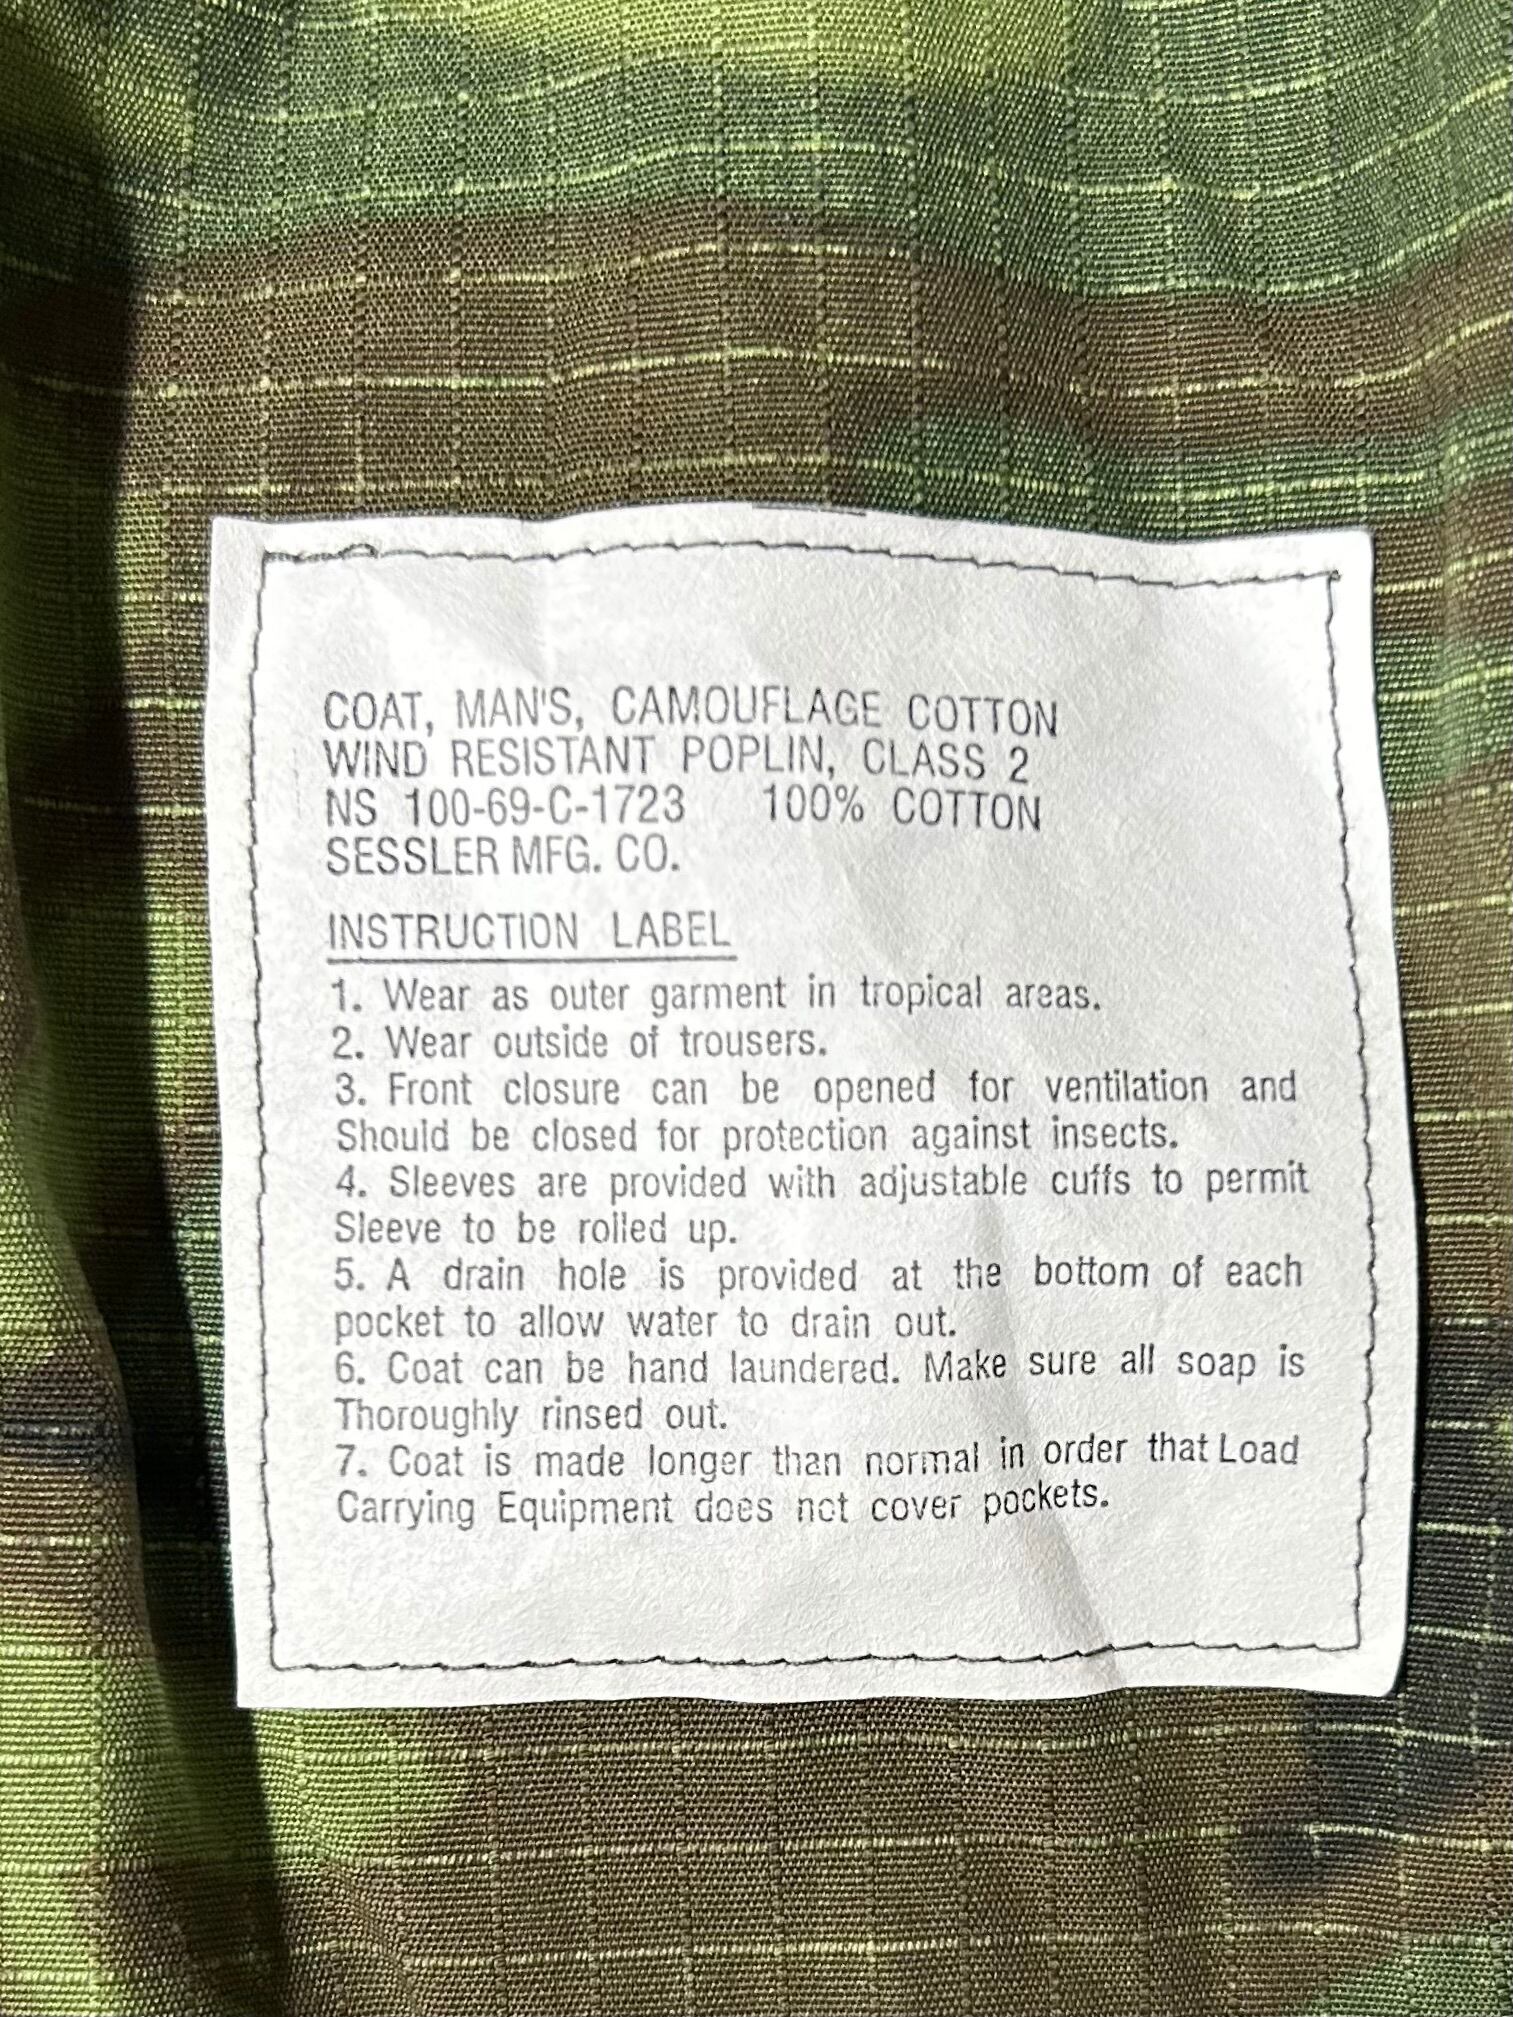 COAT, MAN'S, CAMOUFLAGE COTTON
WIND RESISTANT POPLIN, CLASS 2
NS 100-69-C-1723 100% COTTON
SESSLER MFG. CO.
INSTRUCTION LABEL
1. Wear as outer garment in tropical areas.
2. Wear outside of trousers.
3. Front closure can be opened for ventilation and
Should be closed for protection against insects.
4. Sleeves are provided with adjustable cuffs to permit
Sleeve to be rolled up.
5. A drain hole is provided at the bottom of each
pocket to allow water to drain out.
6. Coat can be hand laundered. Make sure all soap is
Thoroughly rinsed out.
7. Coat is made longer than normal in order that Load
Carrying Equipment does not cover pockets.